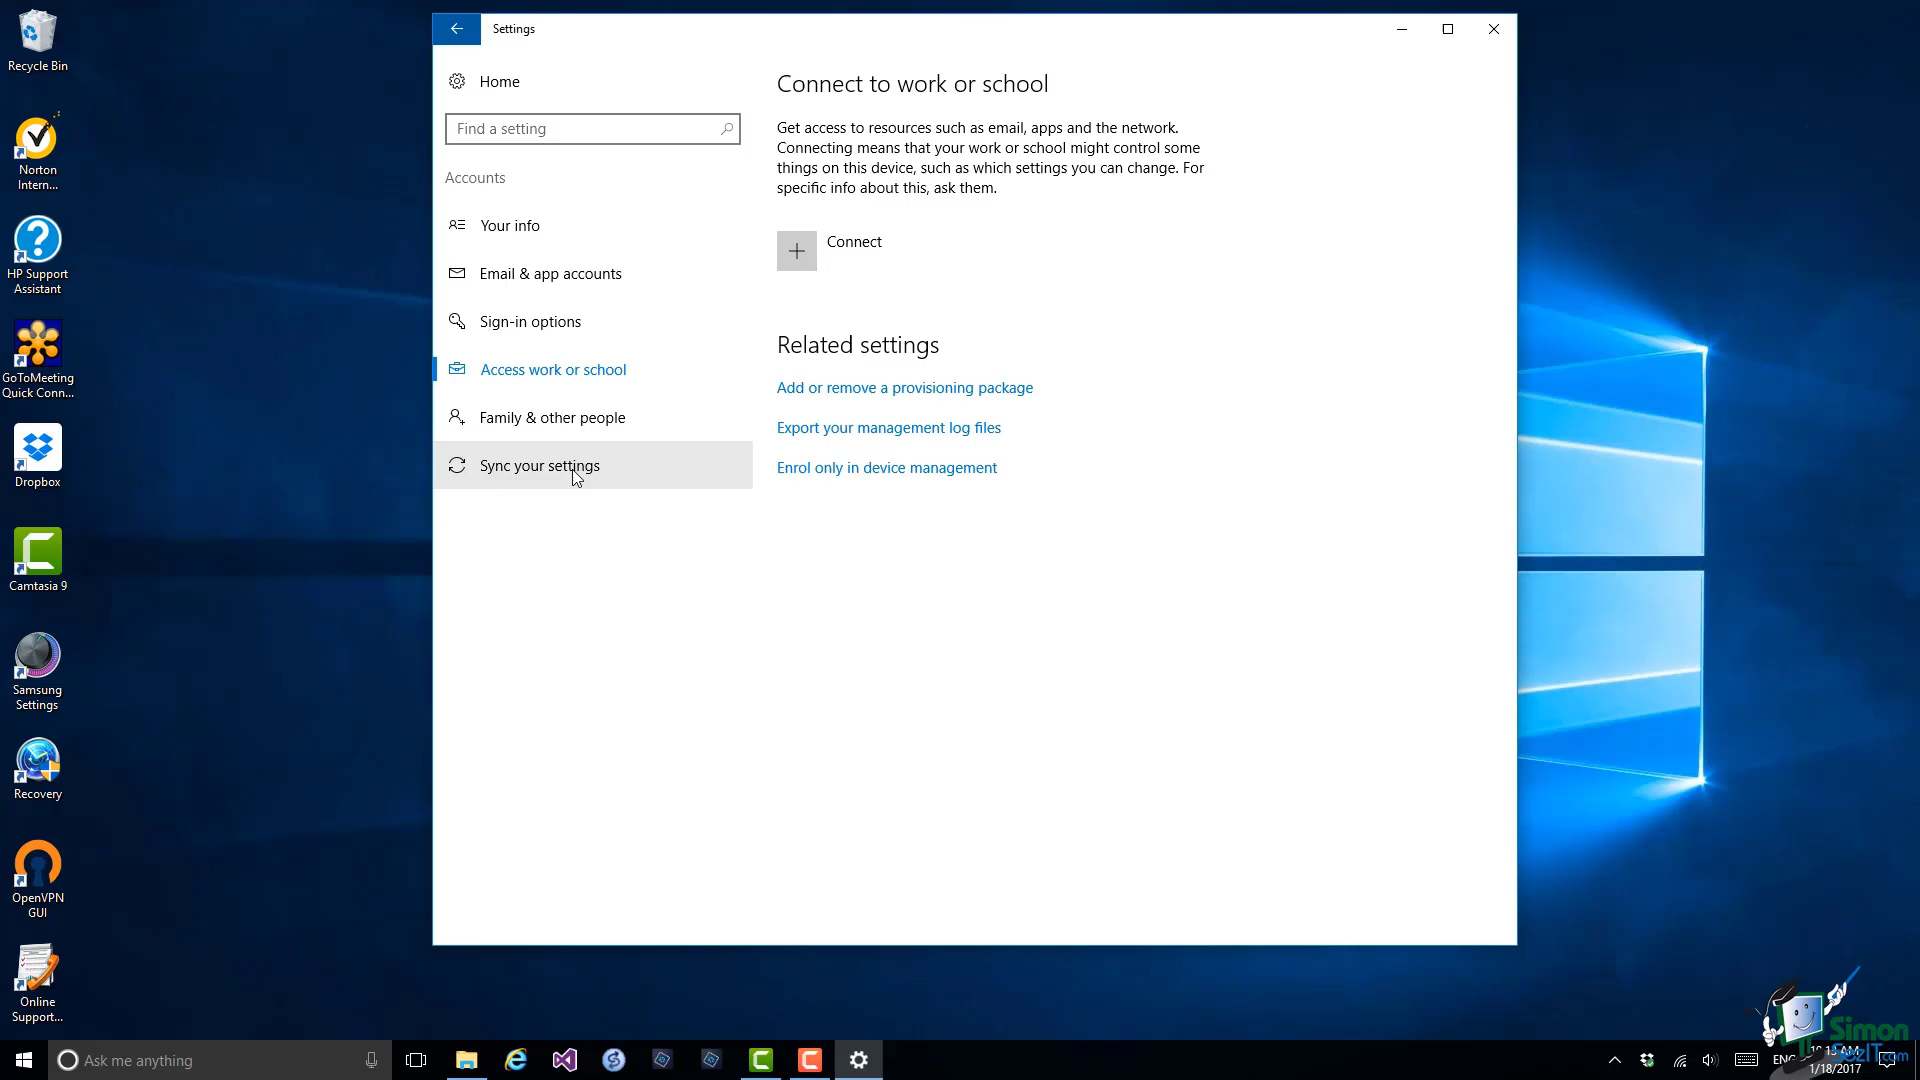 Recycle Bin
Norton
Intern...
HP Support
Assistant
GoToMeeting
Quick Conn...
Dropbox
Camtasia 9
Samsung
Settings
Recovery
OpenVPN
GUI
Online
Support...
Settings
Home
Find a setting
Accounts
Your info
Email & app accounts
Sign-in options
Access work or school
Family & other people
Sync your settings
Connect to work or school
Get access to resources such as email, apps and the network.
Connecting means that your work or school might control some
things on this device, such as which settings you can change. For
specific info about this, ask them.
Connect
Related settings
Add or remove a provisioning package
Export your management log files
Enrol only in device management
Ask me anything
ENG
1/18/2017
Simon
SezIT.com